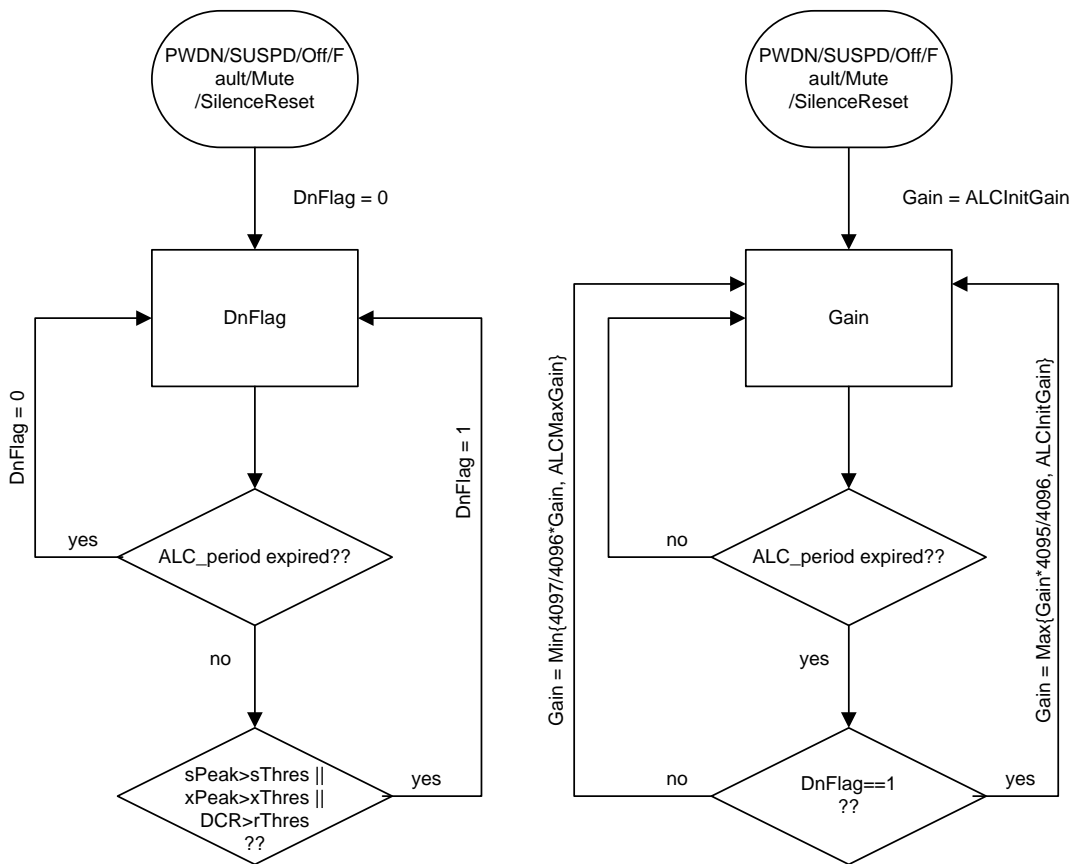 PWDN/SUSPD/Off/F
ault/Mute
/SilenceReset
DnFlag = 0
DnFlag
DnFlag = 0
DnFlag = 1
yes
ALC_period expired??
no
sPeak>sThres ||
xPeak>xThres ||
DCR>rThres
??
yes
PWDN/SUSPD/Off/F
ault/Mute
/SilenceReset
Gain = ALCInitGain
Gain
Gain = Min{4097/4096*Gain, ALCMaxGain}
Gain = Max{Gain*4095/4096, ALCInitGain}
no
ALC_period expired??
yes
no
DnFlag==1
??
yes